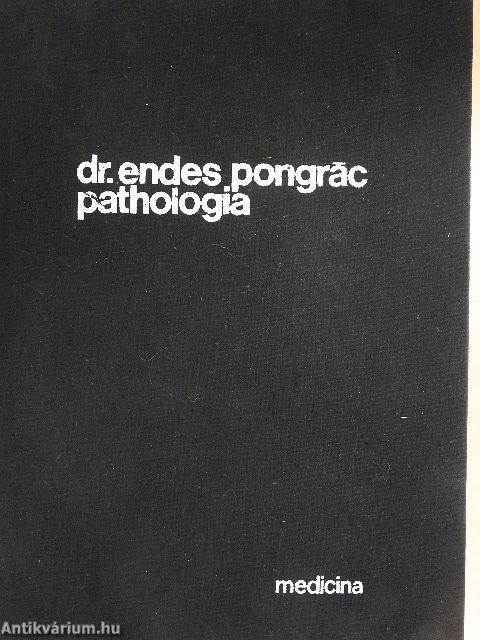 dr. endes pongrác
pathologia
medicina
Antikvárium.hu